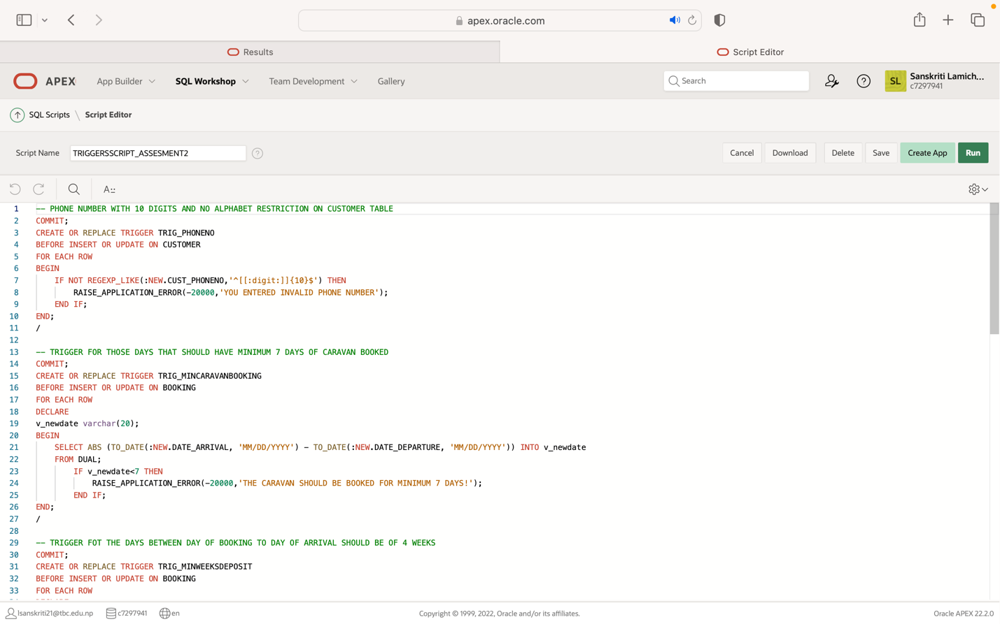 apex.oracle.com
Results
Script Editor
APEX
App Builder
SQL Workshop
Team Development
Gallery
Search
SL
Sanskriti Lamich...
c7297941
SQL Scripts
Script Editor
Script Name
TRIGGERSSCRIPT_ASSESMENT2
Cancel
Download
Delete
Save
Create App
Run
1 -- PHONE NUMBER WITH 10 DIGITS AND NO ALPHABET RESTRICTION ON CUSTOMER TABLE
2 COMMIT;
3 CREATE OR REPLACE TRIGGER TRIG_PHONENO
4 BEFORE INSERT OR UPDATE ON CUSTOMER
5 FOR EACH ROW
6 BEGIN
7 IF NOT REGEXP_LIKE(:NEW.CUST_PHONENO,'^[[:digit:]]{10}$') THEN
8 RAISE_APPLICATION_ERROR(-20000,'YOU ENTERED INVALID PHONE NUMBER');
9 END IF;
10 END;
11 /
12
13 -- TRIGGER FOR THOSE DAYS THAT SHOULD HAVE MINIMUM 7 DAYS OF CARAVAN BOOKED
14 COMMIT;
15 CREATE OR REPLACE TRIGGER TRIG_MINCARAVANBOOKING
16 BEFORE INSERT OR UPDATE ON BOOKING
17 FOR EACH ROW
18 DECLARE
19 v_newdate varchar(20);
20 BEGIN
21 SELECT ABS (TO_DATE(:NEW.DATE_ARRIVAL, 'MM/DD/YYYY') - TO_DATE(:NEW.DATE_DEPARTURE, 'MM/DD/YYYY')) INTO v_newdate
22 FROM DUAL;
23 IF v_newdate<7 THEN
24 RAISE_APPLICATION_ERROR(-20000,'THE CARAVAN SHOULD BE BOOKED FOR MINIMUM 7 DAYS!');
25 END IF;
26 END;
27 /
28
29 -- TRIGGER FOT THE DAYS BETWEEN DAY OF BOOKING TO DAY OF ARRIVAL SHOULD BE OF 4 WEEKS
30 COMMIT;
31 CREATE OR REPLACE TRIGGER TRIG_MINWEEKSDEPOSIT
32 BEFORE INSERT OR UPDATE ON BOOKING
33 FOR EACH ROW
lsanskriti21@tbc.edu.np
c7297941
en
Copyright © 1999, 2022, Oracle and/or its affiliates.
Oracle APEX 22.2.0